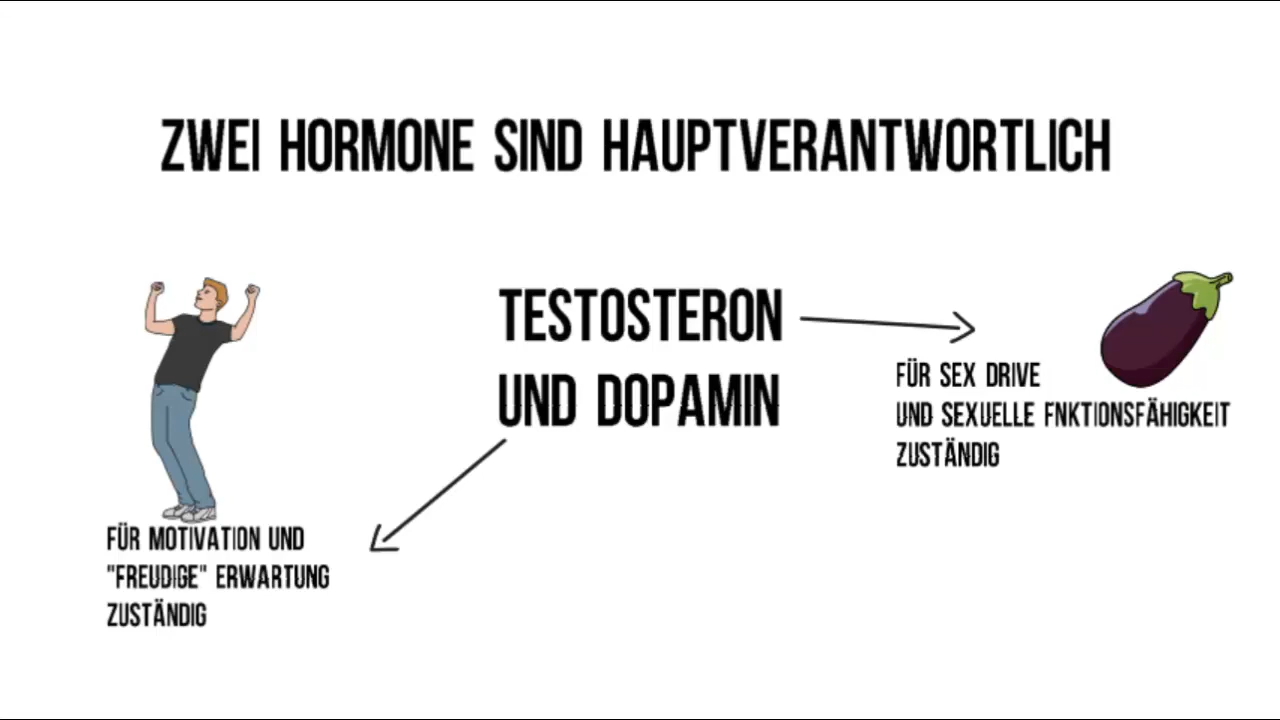 ZWEI HORMONE SIND HAUPTVERANTWORTLICH
TESTOSTERON
UND DOPAMIN
FÜR SEX DRIVE
UND SEXUELLE FNKTIONSFÄHIGKEIT
ZUSTÄNDIG
FÜR MOTIVATION UND
"FREUDIGE" ERWARTUNG
ZUSTÄNDIG